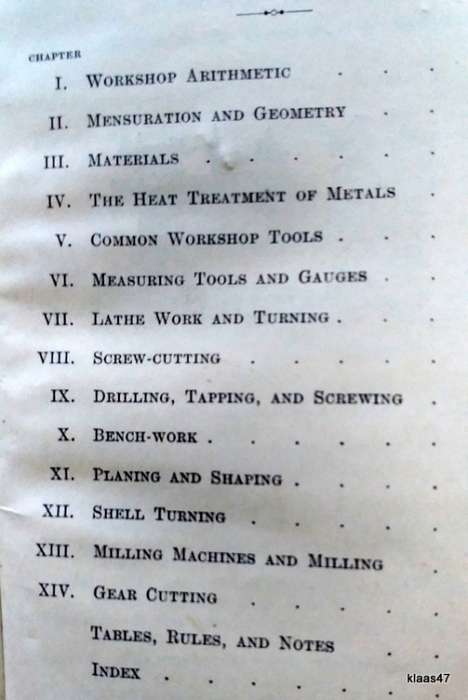 CHAPTER
I. WORKSHOP ARITHMETIC . . .
II. MENSURATION AND GEOMETRY . . .
III. MATERIALS . . . . . .
IV. THE HEAT TREATMENT OF METALS .
V. COMMON WORKSHOP TOOLS . . .
VI. MEASURING TOOLS AND GAUGES . .
VII. LATHE WORK AND TURNING . . .
VIII. SCREW-CUTTING . . . . .
IX. DRILLING, TAPPING, AND SCREWING .
X. BENCH-WORK . . . . . .
XI. PLANING AND SHAPING . . . .
XII. SHELL TURNING . . . . .
XIII. MILLING MACHINES AND MILLING .
XIV. GEAR CUTTING . . . . .
TABLES, RULES, AND NOTES . .
INDEX . . . . . . .
klaas47